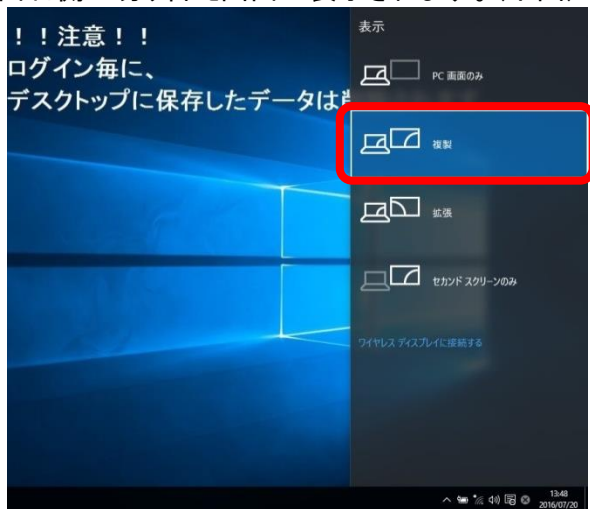 ！！注意！！
ログイン毎に、
デスクトップに保存したデータは
表示
PC 画面のみ
複製
拡張
セカンド スクリーンのみ
ワイヤレス ディスプレイに接続する
13:48
2016/07/20